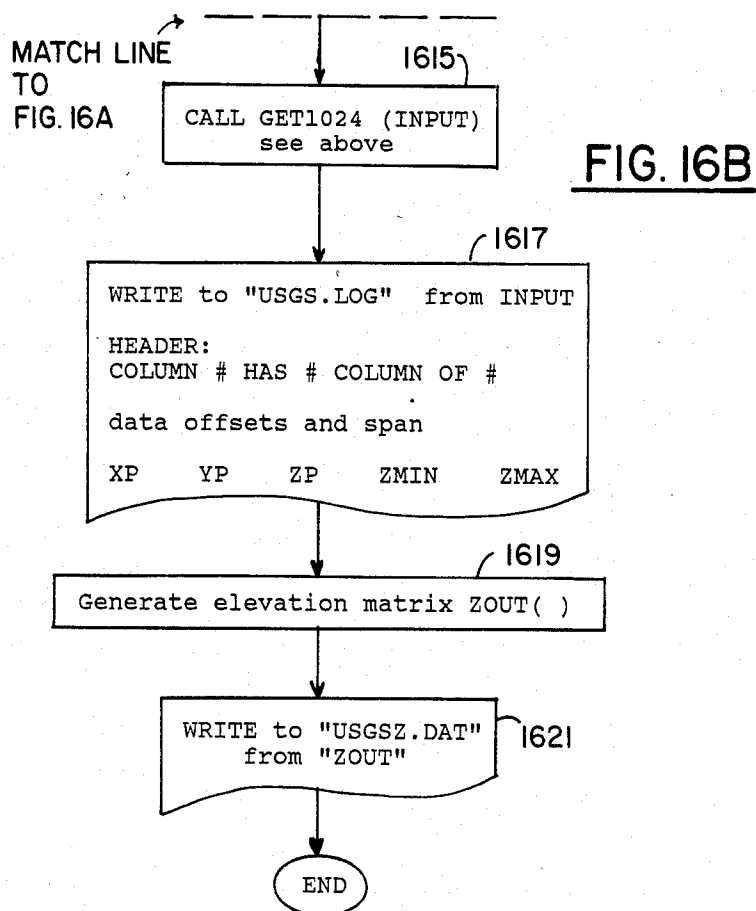 MATCH LINE
TO
FIG. 16A
1615
CALL GET1024 (INPUT)
see above
FIG. 16B
1617
WRITE to "USGS.LOG" from INPUT
HEADER:
COLUMN # HAS # COLUMN OF #
data offsets and span
XP YP ZP ZMIN ZMAX
1619
Generate elevation matrix ZOUT( )
WRITE to "USGSZ.DAT"
from "ZOUT"
1621
END